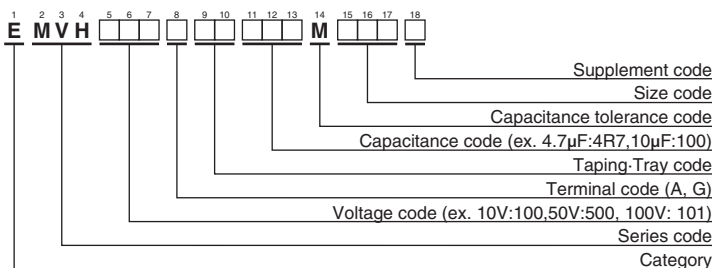 1 2 3 4 5 6 7 8 9 10 11 12 13 14 15 16 17 18
E M V H □□□ □ □□ □□□ M □□□ □
Supplement code
Size code
Capacitance tolerance code
Capacitance code (ex. 4.7µF:4R7,10µF:100)
Taping·Tray code
Terminal code (A, G)
Voltage code (ex. 10V:100,50V:500, 100V: 101)
Series code
Category